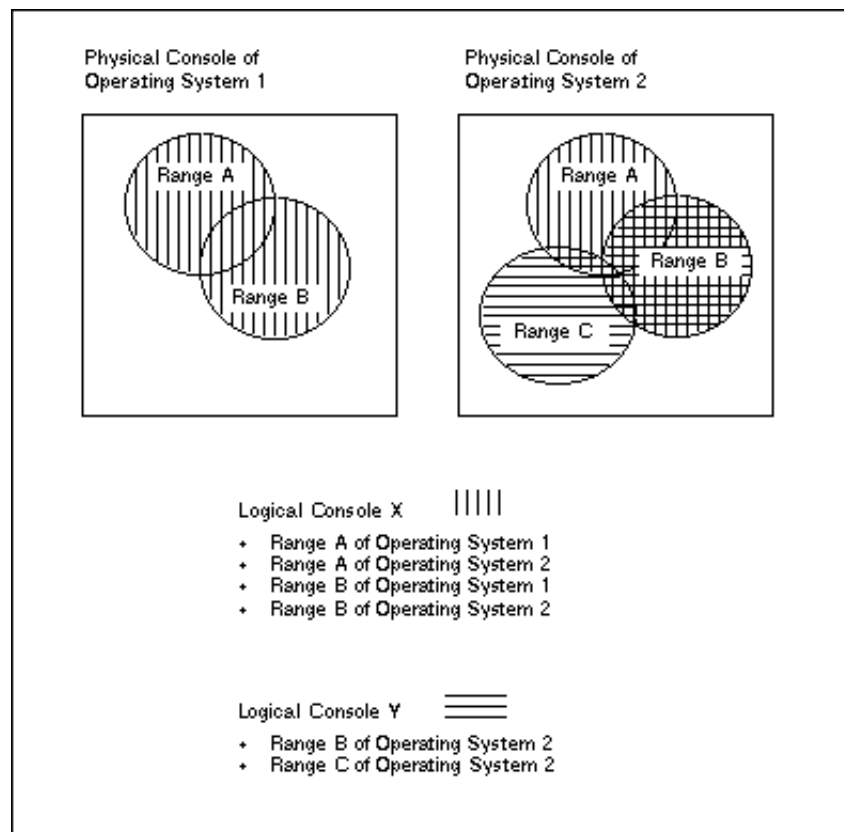 Physical Console of
Operating System 1
Physical Console of
Operating System 2
Range A
Range B
Range A
Range B
Range C
Logical Console X
• Range A of Operating System 1
• Range A of Operating System 2
• Range B of Operating System 1
• Range B of Operating System 2
Logical Console Y
• Range B of Operating System 2
• Range C of Operating System 2